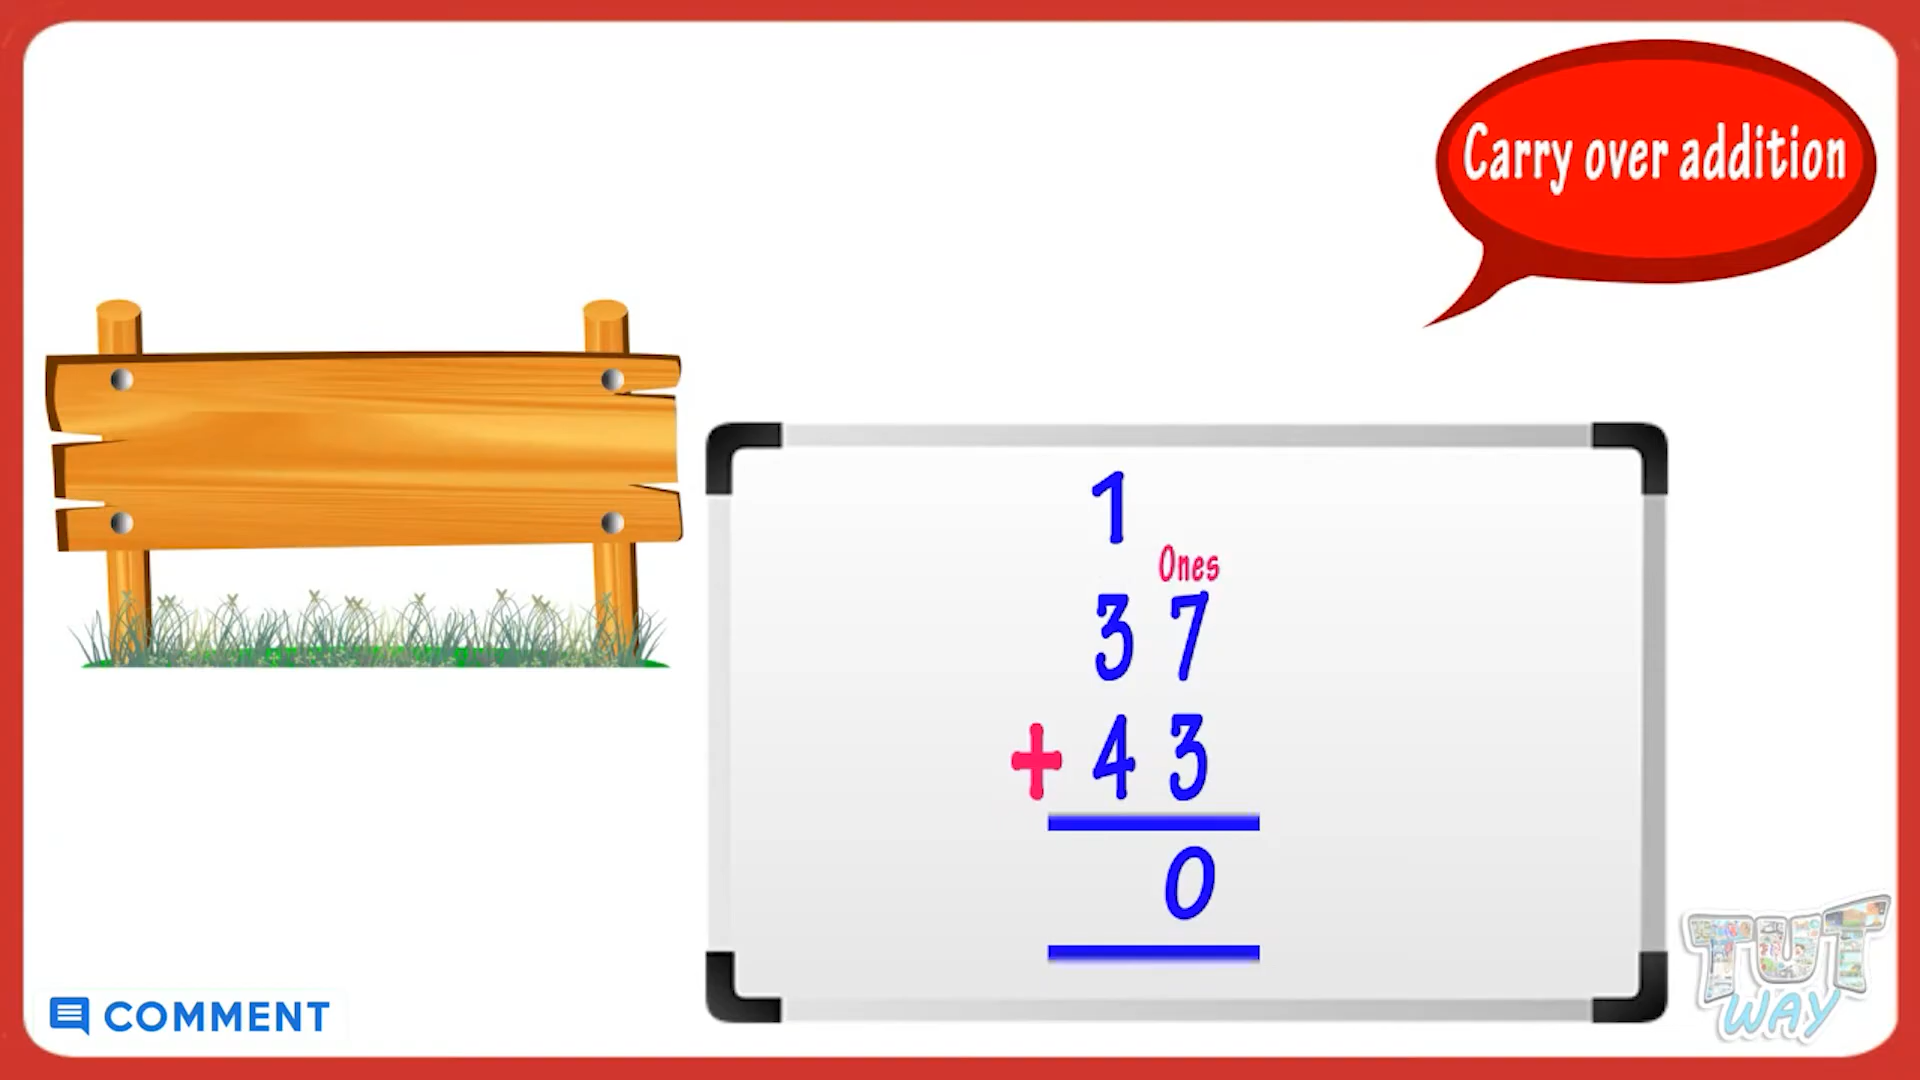 Carry over addition
1
Ones
3 7
+ 4 3
0
COMMENT
TUT
WAY